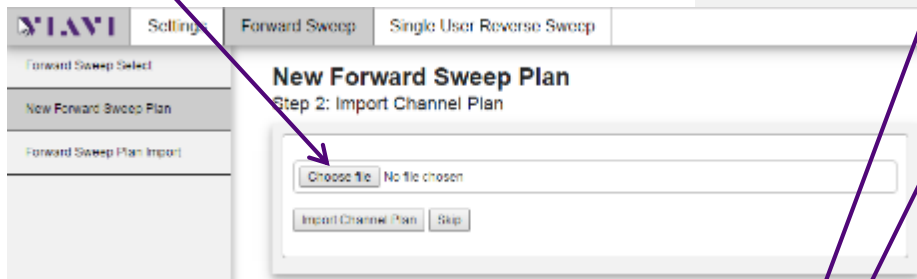 VIAVI Settings Forward Sweep Single User Reverse Sweep
Forward Sweep Select
New Forward Sweep Plan
Forward Sweep Plan Import
New Forward Sweep Plan
Step 2: Import Channel Plan
Choose file No file chosen
Import Channel Plan Skip